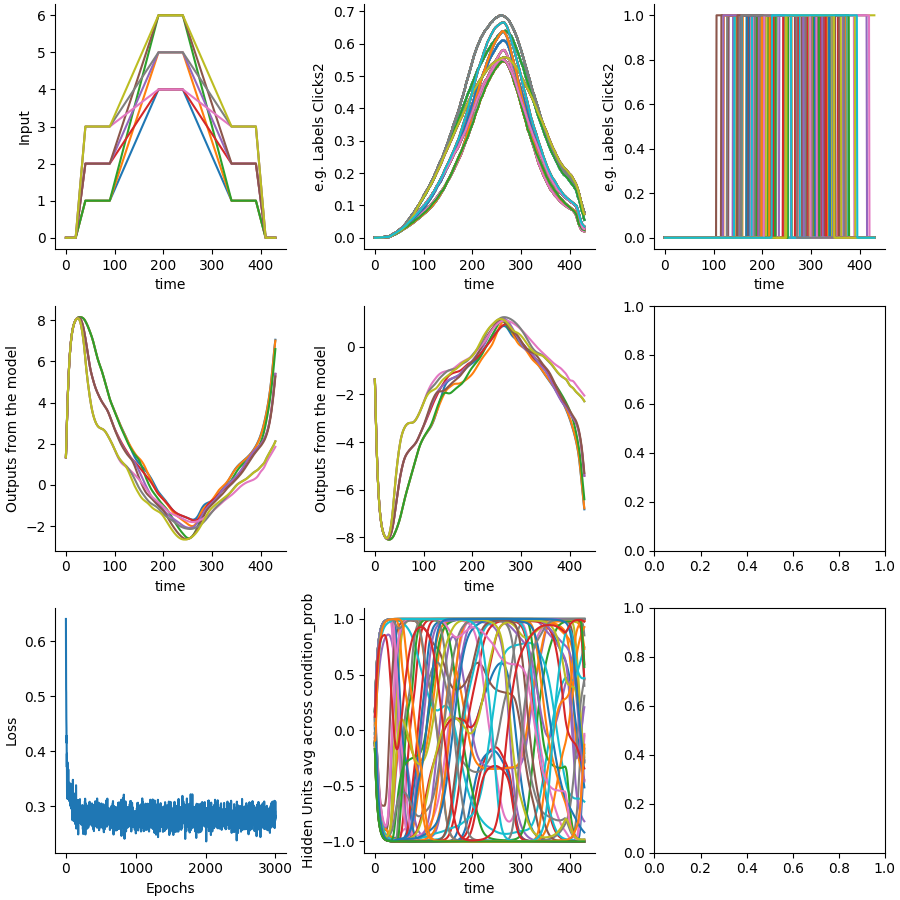 6
5
4
3
2
1
0
Input
0 100 200 300 400
time
0.7
0.6
0.5
0.4
0.3
0.2
0.1
0.0
e.g. Labels Clicks2
0 100 200 300 400
time
1.0
0.8
0.6
0.4
0.2
0.0
e.g. Labels Clicks2
0 100 200 300 400
time
8
6
4
2
0
−2
Outputs from the model
0 100 200 300 400
time
0
−2
−4
−6
−8
Outputs from the model
0 100 200 300 400
time
1.0
0.8
0.6
0.4
0.2
0.0
0.0 0.2 0.4 0.6 0.8 1.0
0.6
0.5
0.4
0.3
Loss
0 1000 2000 3000
Epochs
1.0
0.5
0.0
−0.5
−1.0
Hidden Units avg across condition_prob
0 100 200 300 400
time
1.0
0.8
0.6
0.4
0.2
0.0
0.0 0.2 0.4 0.6 0.8 1.0